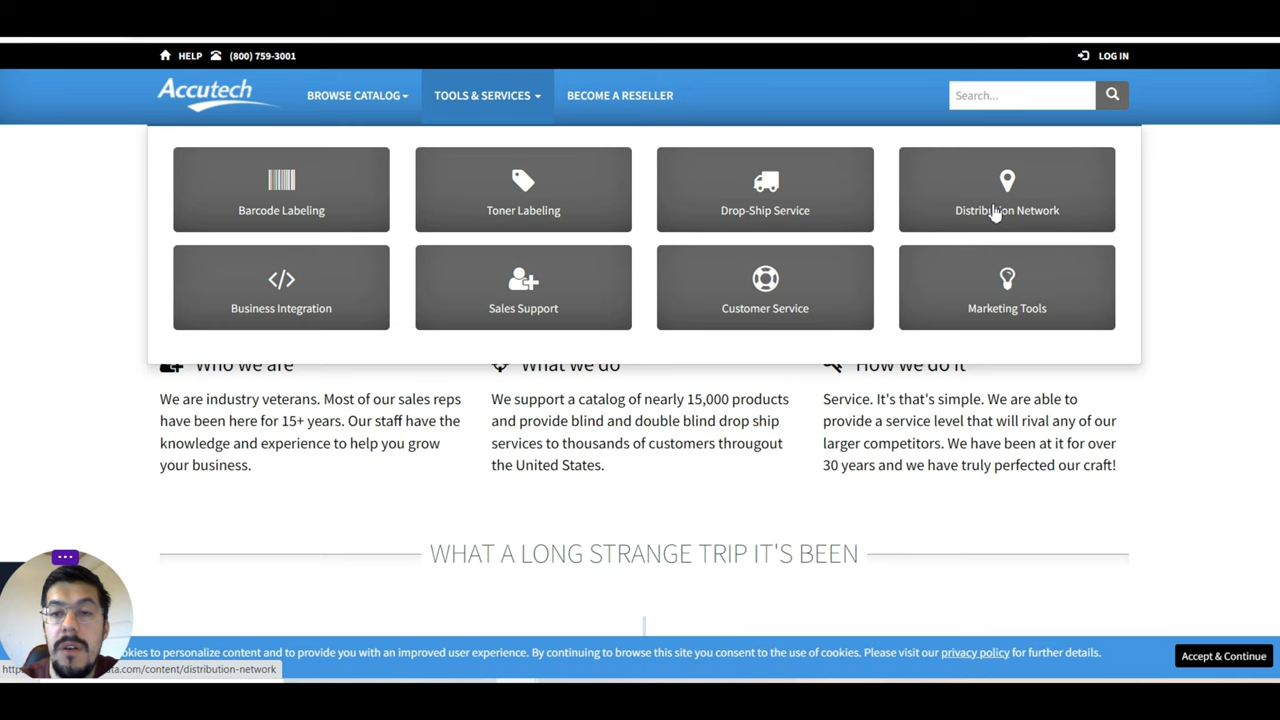 HELP (800) 759-3001
LOG IN
Accutech
BROWSE CATALOG
TOOLS & SERVICES
BECOME A RESELLER
Search...
Barcode Labeling
Toner Labeling
Drop-Ship Service
Distribution Network
Business Integration
Sales Support
Customer Service
Marketing Tools
Who we are
We are industry veterans. Most of our sales reps
have been here for 15+ years. Our staff have the
knowledge and experience to help you grow
your business.
What we do
We support a catalog of nearly 15,000 products
and provide blind and double blind drop ship
services to thousands of customers througout
the United States.
How we do it
Service. It's that's simple. We are able to
provide a service level that will rival any of our
larger competitors. We have been at it for over
30 years and we have truly perfected our craft!
WHAT A LONG STRANGE TRIP IT'S BEEN
to personalize content and to provide you with an improved user experience. By continuing to browse this site you consent to the use of cookies. Please visit our privacy policy for further details.
Accept & Continue
ta.com/content/distribution-network